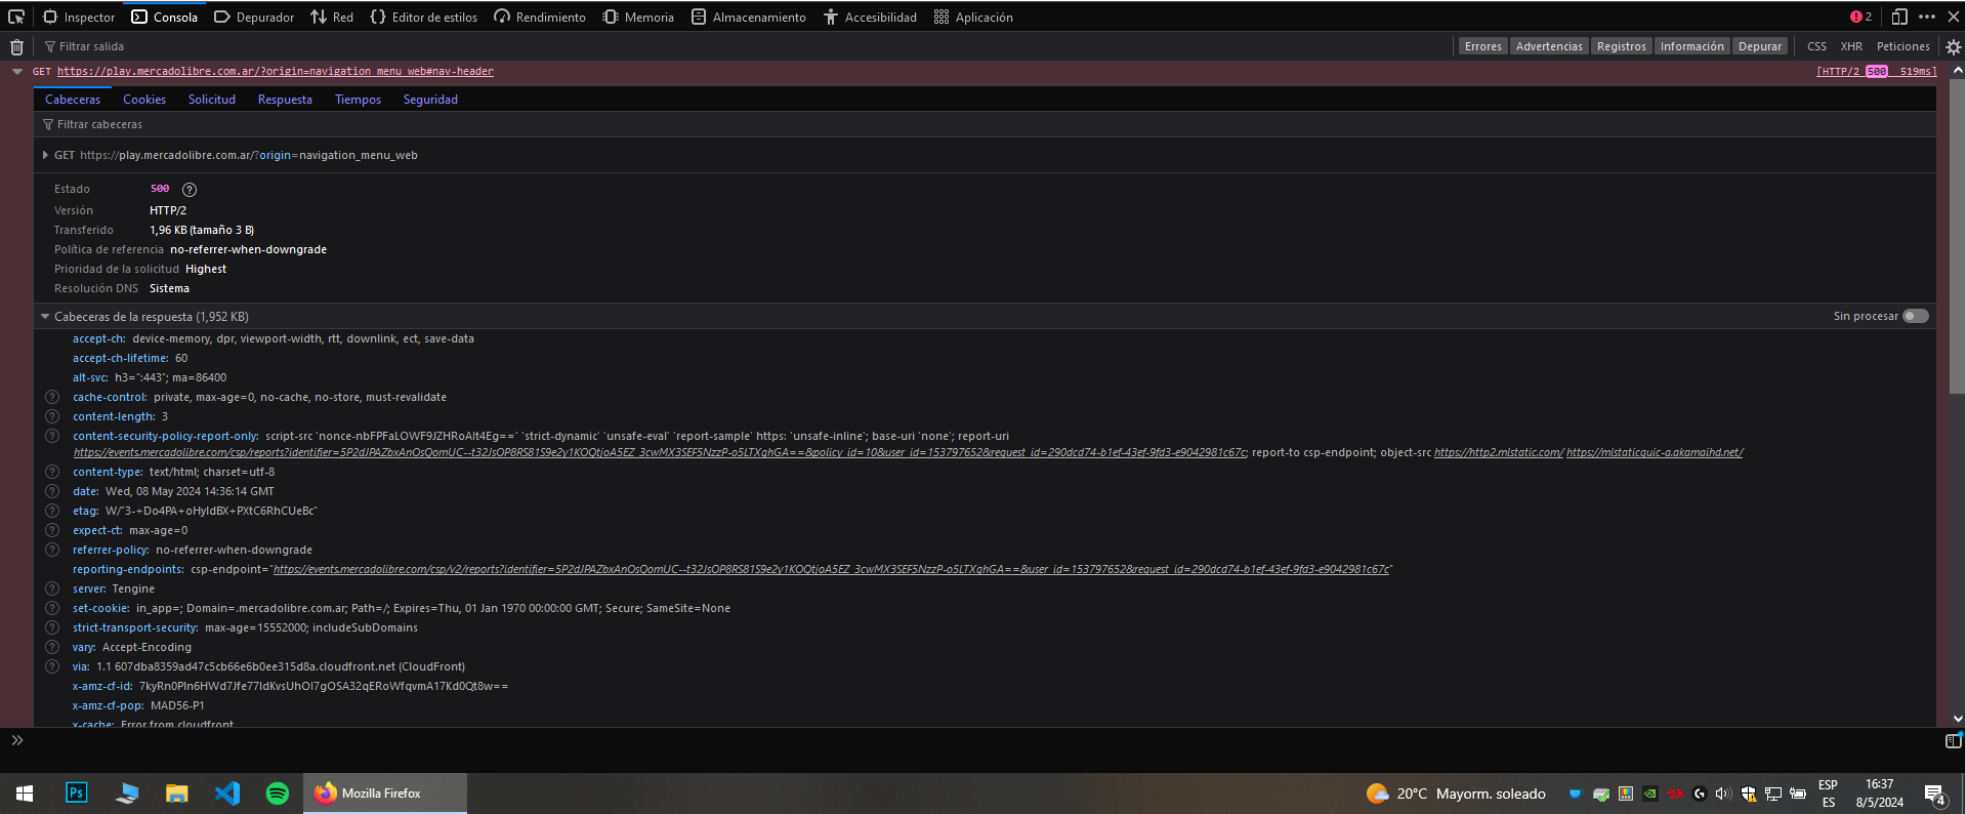 Inspector Consola Depurador Red Editor de estilos Rendimiento Memoria Almacenamiento Accesibilidad Aplicación 2
Filtrar salida Errores Advertencias Registros Información Depurar CSS XHR Peticiones
GET https://play.mercadolibre.com.ar/?origin=navigation_menu_web#nav-header [HTTP/2 500 519ms]
Cabeceras Cookies Solicitud Respuesta Tiempos Seguridad
Filtrar cabeceras
GET https://play.mercadolibre.com.ar/?origin=navigation_menu_web
Estado 500 ?
Versión HTTP/2
Transferido 1,96 KB (tamaño 3 B)
Política de referencia no-referrer-when-downgrade
Prioridad de la solicitud Highest
Resolución DNS Sistema
Cabeceras de la respuesta (1,952 KB) Sin procesar
accept-ch: device-memory, dpr, viewport-width, rtt, downlink, ect, save-data
accept-ch-lifetime: 60
alt-svc: h3=":443"; ma=86400
? cache-control: private, max-age=0, no-cache, no-store, must-revalidate
? content-length: 3
? content-security-policy-report-only: script-src 'nonce-nbFPFaLOWF9JZHRoAlt4Eg==' 'strict-dynamic' 'unsafe-eval' 'report-sample' https: 'unsafe-inline'; base-uri 'none'; report-uri
https://events.mercadolibre.com/csp/reports?identifier=5P2dJPAZbxAnOsQomUC--t32JsOP8RS81S9e2y1KOQtjoA5EZ_3cwMX3SEF5NzzP-o5LTXghGA==&policy_id=10&user_id=153797652&request_id=290dcd74-b1ef-43ef-9fd3-e9042981c67c; report-to csp-endpoint; object-src https://http2.mlstatic.com/ https://mlstaticquic-a.akamaihd.net/
? content-type: text/html; charset=utf-8
? date: Wed, 08 May 2024 14:36:14 GMT
? etag: W/"3-+Do4PA+oHyIdBX+PXtC6RhCUeBc"
? expect-ct: max-age=0
? referrer-policy: no-referrer-when-downgrade
reporting-endpoints: csp-endpoint="https://events.mercadolibre.com/csp/v2/reports?identifier=5P2dJPAZbxAnOsQomUC--t32JsOP8RS81S9e2y1KOQtjoA5EZ_3cwMX3SEF5NzzP-o5LTXghGA==&user_id=153797652&request_id=290dcd74-b1ef-43ef-9fd3-e9042981c67c"
? server: Tengine
? set-cookie: in_app=; Domain=.mercadolibre.com.ar; Path=/; Expires=Thu, 01 Jan 1970 00:00:00 GMT; Secure; SameSite=None
? strict-transport-security: max-age=15552000; includeSubDomains
? vary: Accept-Encoding
? via: 1.1 607dba8359ad47c5cb66e6b0ee315d8a.cloudfront.net (CloudFront)
x-amz-cf-id: 7kyRn0PIn6HWd7Jfe77IdKvsUhOI7gOSA32qERoWfqvmA17Kd0Qt8w==
x-amz-cf-pop: MAD56-P1
x-cache: Error from cloudfront
Ps Mozilla Firefox 20°C Mayorm. soleado ESP 16:37
ES 8/5/2024 4